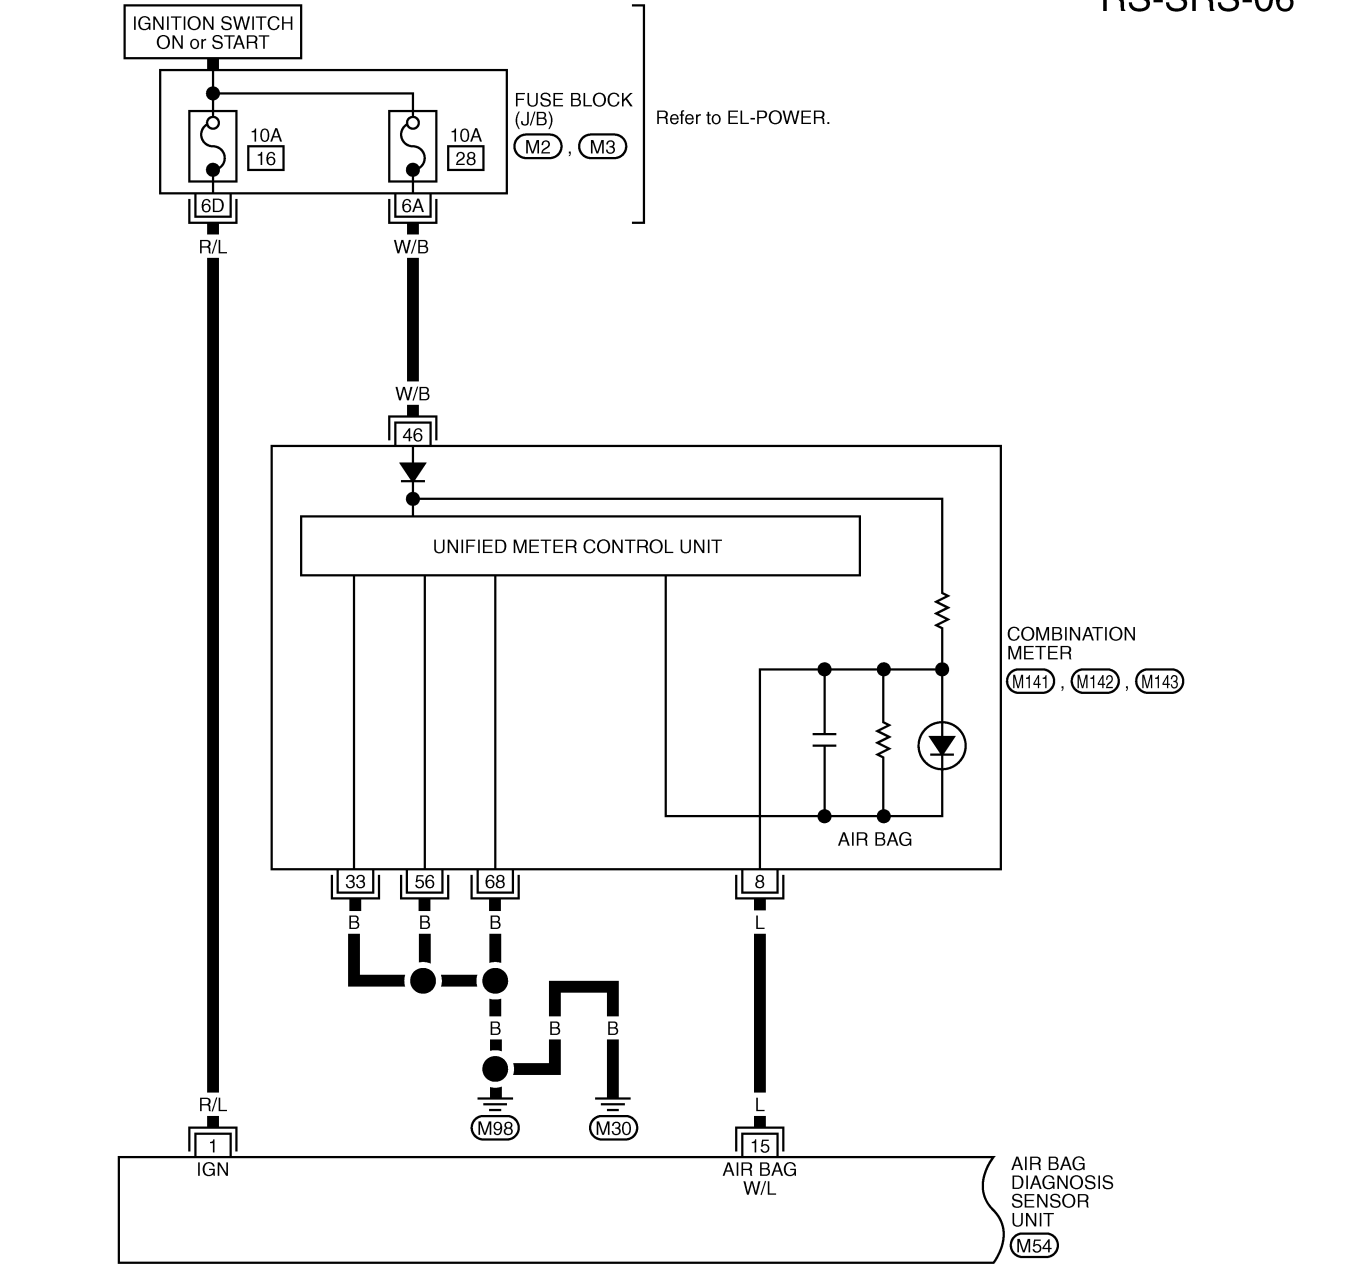 RS-SRS-06
IGNITION SWITCH
ON or START
FUSE BLOCK
(J/B)
M2 , M3
Refer to EL-POWER.
10A
16
10A
28
6D
6A
R/L
W/B
W/B
46
UNIFIED METER CONTROL UNIT
COMBINATION
METER
M141 , M142 , M143
AIR BAG
33
56
68
8
B
B
B
L
B
B
B
R/L
L
M98
M30
1
15
IGN
AIR BAG
W/L
AIR BAG
DIAGNOSIS
SENSOR
UNIT
M54